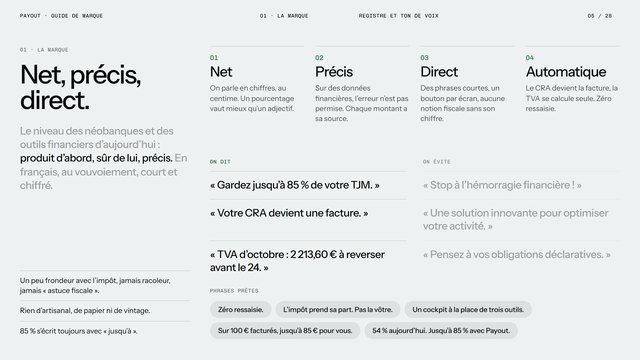 PAYOUT · GUIDE DE MARQUE
01 · LA MARQUE
REGISTRE ET TON DE VOIX
05 / 28
01 · LA MARQUE
Net, précis,
direct.
Le niveau des néobanques et des
outils financiers d'aujourd'hui :
produit d'abord, sûr de lui, précis. En
français, au vouvoiement, court et
chiffré.
Un peu frondeur avec l'impôt, jamais racoleur,
jamais « astuce fiscale ».
Rien d'artisanal, de papier ni de vintage.
85 % s'écrit toujours avec « jusqu'à ».
01
Net
On parle en chiffres, au
centime. Un pourcentage
vaut mieux qu'un adjectif.
02
Précis
Sur des données
financières, l'erreur n'est pas
permise. Chaque montant a
sa source.
03
Direct
Des phrases courtes, un
bouton par écran, aucune
notion fiscale sans son
chiffre.
04
Automatique
Le CRA devient la facture, la
TVA se calcule seule. Zéro
ressaisie.
ON DIT
« Gardez jusqu'à 85 % de votre TJM. »
« Votre CRA devient une facture. »
« TVA d'octobre : 2 213,60 € à reverser
avant le 24. »
ON ÉVITE
« Stop à l'hémorragie financière ! »
« Une solution innovante pour optimiser
votre activité. »
« Pensez à vos obligations déclaratives. »
PHRASES PRÊTES
Zéro ressaisie.
L'impôt prend sa part. Pas la vôtre.
Un cockpit à la place de trois outils.
Sur 100 € facturés, jusqu'à 85 € pour vous.
54 % aujourd'hui. Jusqu'à 85 % avec Payout.